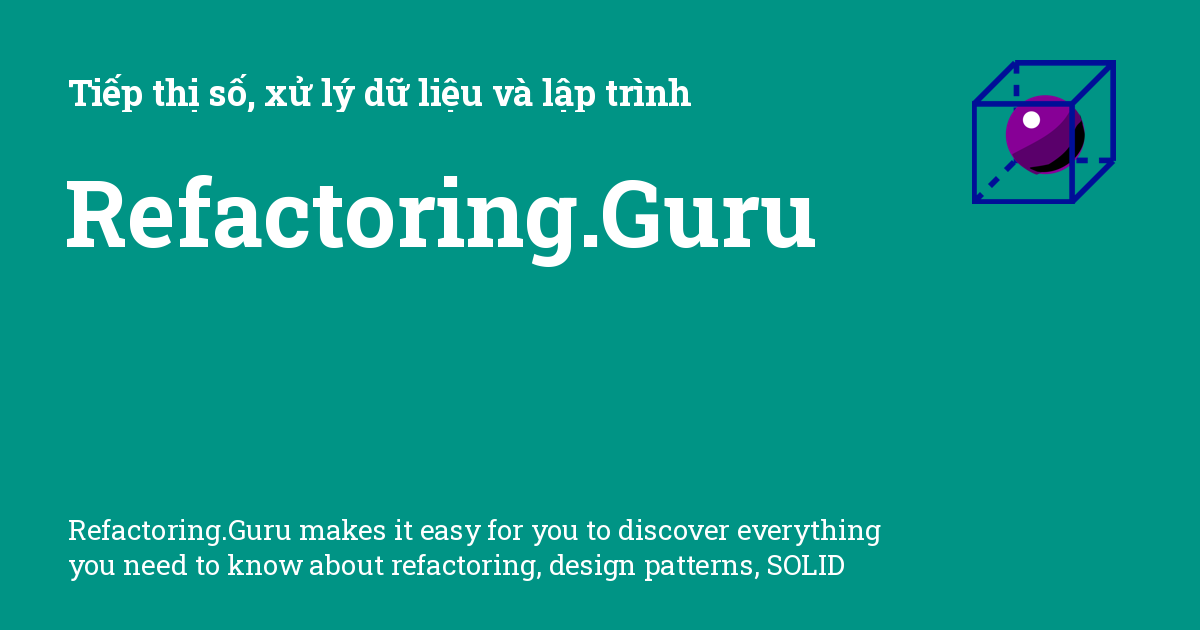 Tiếp thị số, xử lý dữ liệu và lập trình
Refactoring.Guru
Refactoring.Guru makes it easy for you to discover everything
you need to know about refactoring, design patterns, SOLID